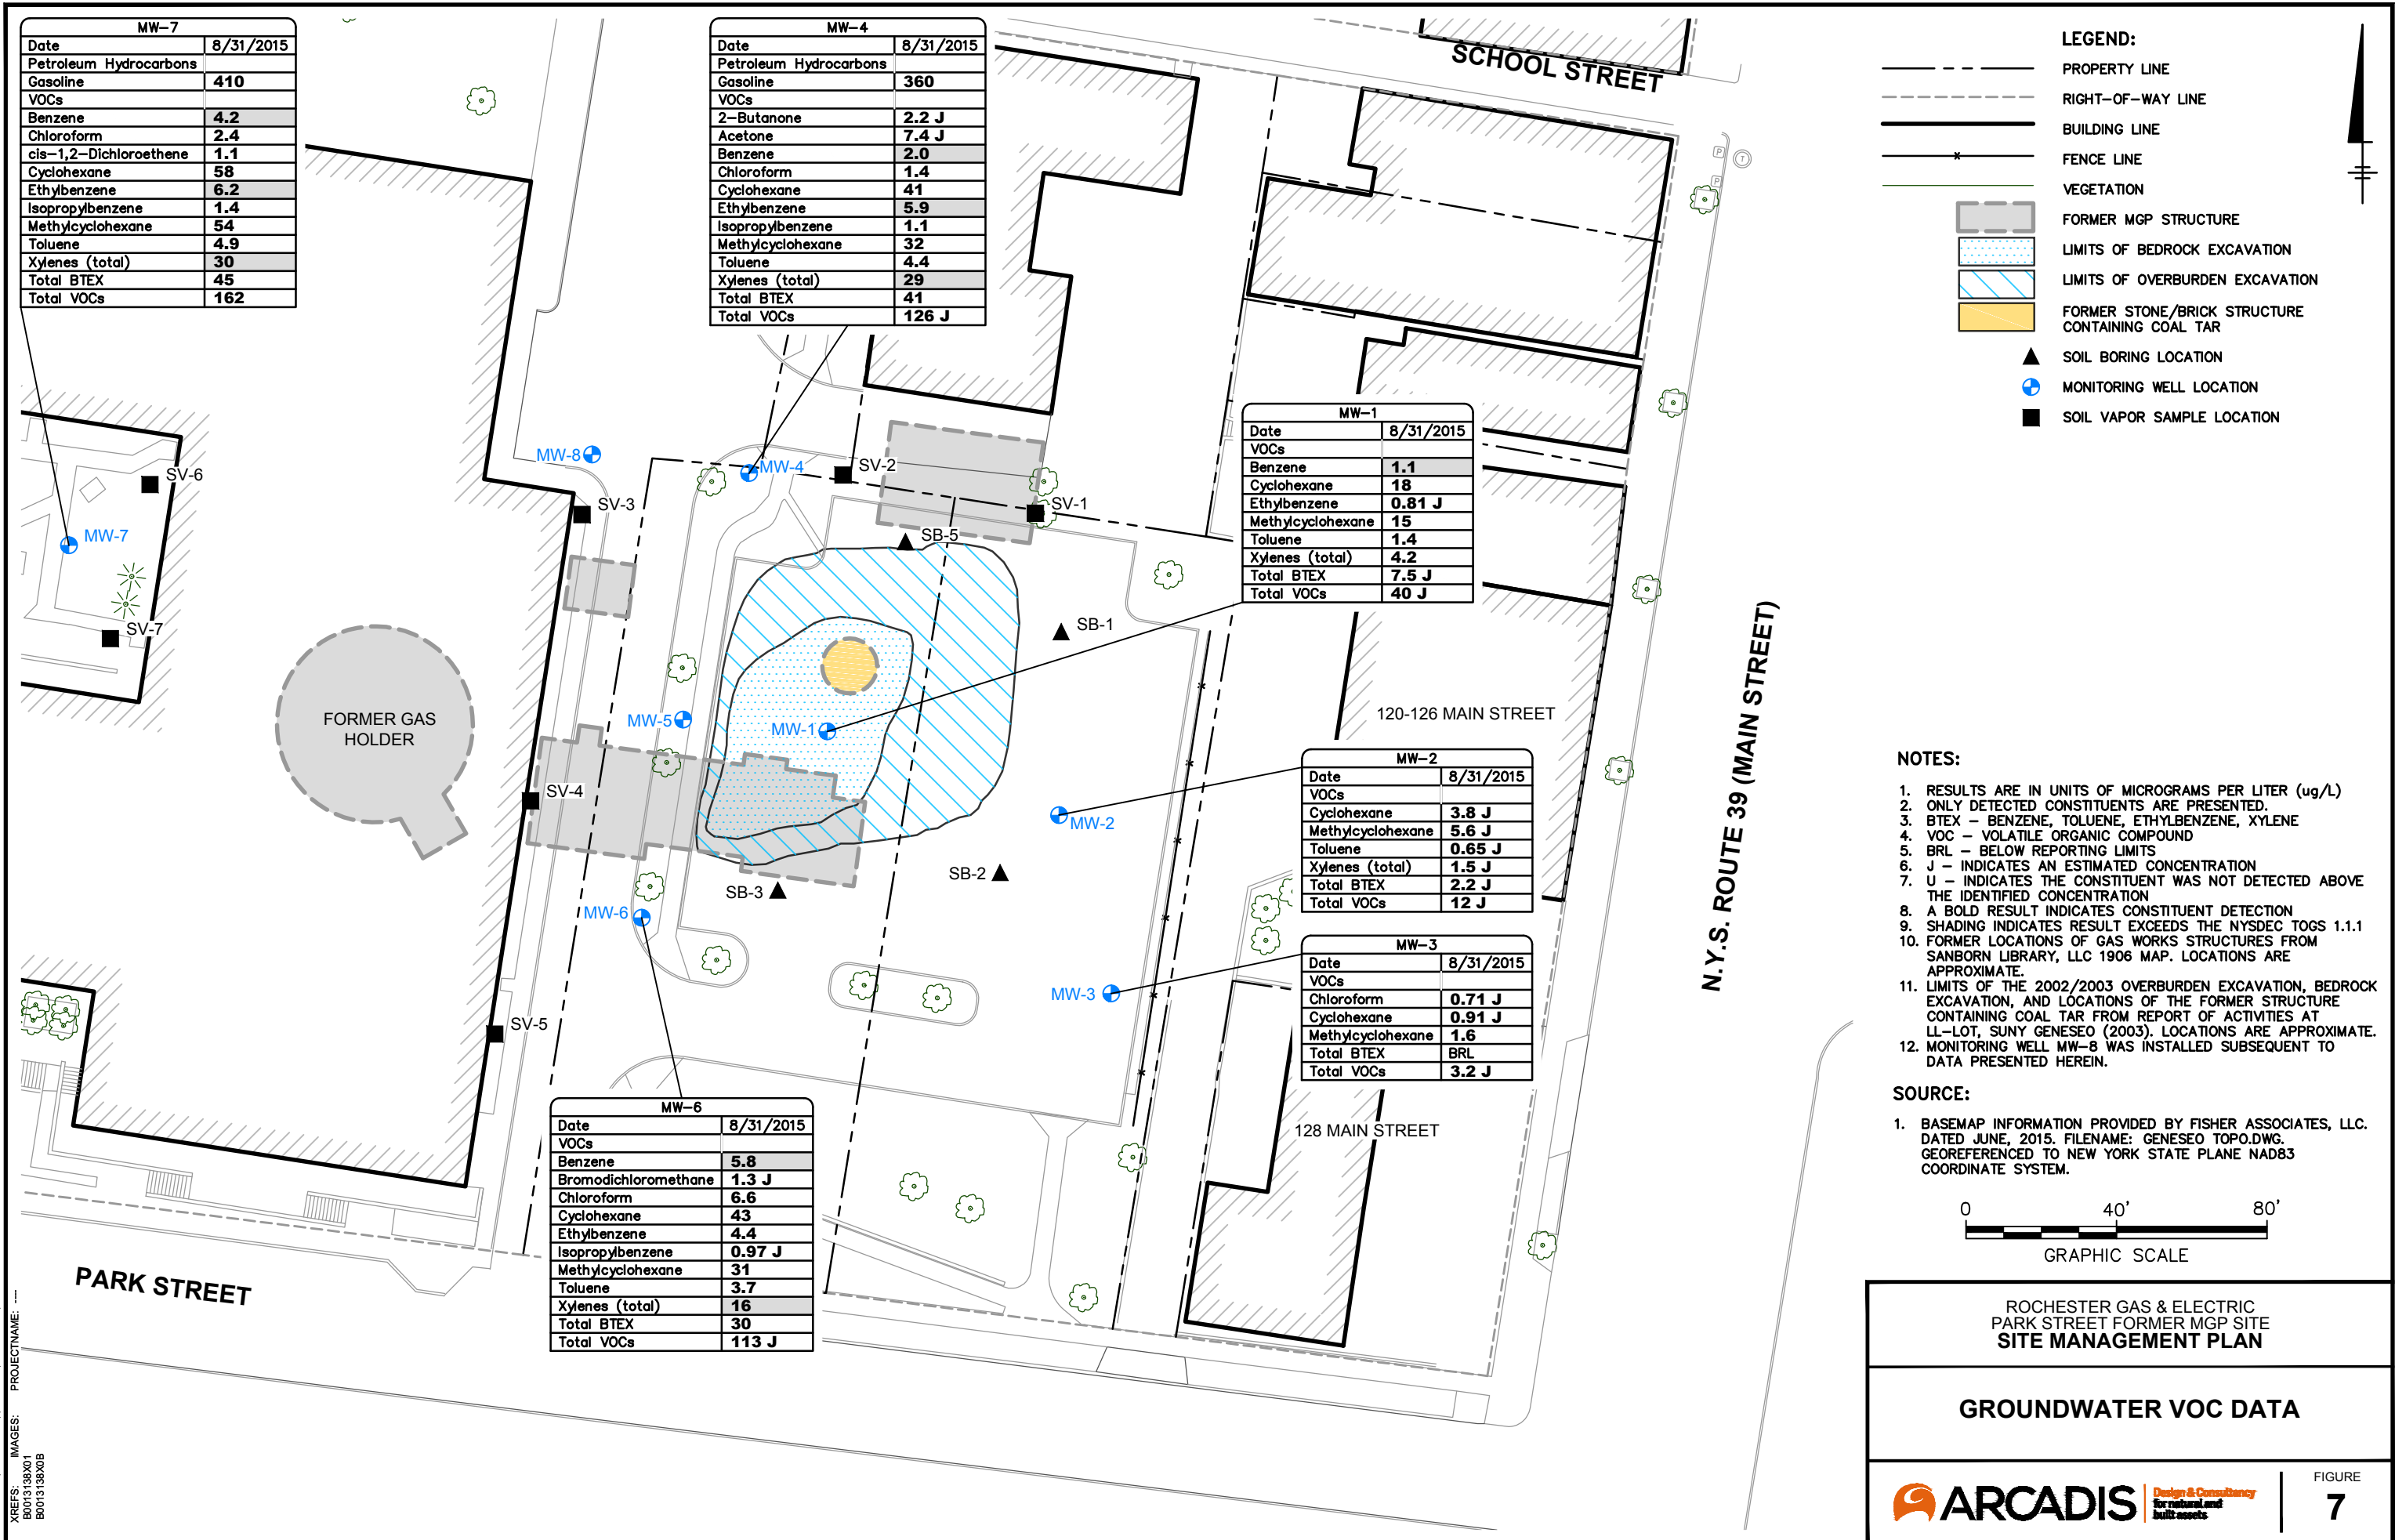 MW-7
Date 8/31/2015
Petroleum Hydrocarbons
Gasoline 410
VOCs
Benzene 4.2
Chloroform 2.4
cis-1,2-Dichloroethene 1.1
Cyclohexane 58
Ethylbenzene 6.2
Isopropylbenzene 1.4
Methylcyclohexane 54
Toluene 4.9
Xylenes (total) 30
Total BTEX 45
Total VOCs 162
MW-4
Date 8/31/2015
Petroleum Hydrocarbons
Gasoline 360
VOCs
2-Butanone 2.2 J
Acetone 7.4 J
Benzene 2.0
Chloroform 1.4
Cyclohexane 41
Ethylbenzene 5.9
Isopropylbenzene 1.1
Methylcyclohexane 32
Toluene 4.4
Xylenes (total) 29
Total BTEX 41
Total VOCs 126 J
SCHOOL STREET
MW-1
Date 8/31/2015
VOCs
Benzene 1.1
Cyclohexane 18
Ethylbenzene 0.81 J
Methylcyclohexane 15
Toluene 1.4
Xylenes (total) 4.2
Total BTEX 7.5 J
Total VOCs 40 J
MW-8
MW-4
SV-2
SV-6
SV-3
SV-1
MW-7
SB-5
SV-7
SB-1
FORMER GAS
HOLDER
MW-5
MW-1
120-126 MAIN STREET
SV-4
MW-2
SB-2
SB-3
MW-6
MW-3
SV-5
N.Y.S. ROUTE 39 (MAIN STREET)
MW-2
Date 8/31/2015
VOCs
Cyclohexane 3.8 J
Methylcyclohexane 5.6 J
Toluene 0.65 J
Xylenes (total) 1.5 J
Total BTEX 2.2 J
Total VOCs 12 J
MW-3
Date 8/31/2015
VOCs
Chloroform 0.71 J
Cyclohexane 0.91 J
Methylcyclohexane 1.6
Total BTEX BRL
Total VOCs 3.2 J
MW-6
Date 8/31/2015
VOCs
Benzene 5.8
Bromodichloromethane 1.3 J
Chloroform 6.6
Cyclohexane 43
Ethylbenzene 4.4
Isopropylbenzene 0.97 J
Methylcyclohexane 31
Toluene 3.7
Xylenes (total) 16
Total BTEX 30
Total VOCs 113 J
128 MAIN STREET
PARK STREET
XREFS: IMAGES: PROJECTNAME: ----
B0013138X01
B0013138X0B
LEGEND:
PROPERTY LINE
RIGHT-OF-WAY LINE
BUILDING LINE
x FENCE LINE
VEGETATION
FORMER MGP STRUCTURE
LIMITS OF BEDROCK EXCAVATION
LIMITS OF OVERBURDEN EXCAVATION
FORMER STONE/BRICK STRUCTURE
CONTAINING COAL TAR
SOIL BORING LOCATION
MONITORING WELL LOCATION
SOIL VAPOR SAMPLE LOCATION
P
T
P
NOTES:
1. RESULTS ARE IN UNITS OF MICROGRAMS PER LITER (ug/L)
2. ONLY DETECTED CONSTITUENTS ARE PRESENTED.
3. BTEX - BENZENE, TOLUENE, ETHYLBENZENE, XYLENE
4. VOC - VOLATILE ORGANIC COMPOUND
5. BRL - BELOW REPORTING LIMITS
6. J - INDICATES AN ESTIMATED CONCENTRATION
7. U - INDICATES THE CONSTITUENT WAS NOT DETECTED ABOVE
THE IDENTIFIED CONCENTRATION
8. A BOLD RESULT INDICATES CONSTITUENT DETECTION
9. SHADING INDICATES RESULT EXCEEDS THE NYSDEC TOGS 1.1.1
10. FORMER LOCATIONS OF GAS WORKS STRUCTURES FROM
SANBORN LIBRARY, LLC 1906 MAP. LOCATIONS ARE
APPROXIMATE.
11. LIMITS OF THE 2002/2003 OVERBURDEN EXCAVATION, BEDROCK
EXCAVATION, AND LOCATIONS OF THE FORMER STRUCTURE
CONTAINING COAL TAR FROM REPORT OF ACTIVITIES AT
LL-LOT, SUNY GENESEO (2003). LOCATIONS ARE APPROXIMATE.
12. MONITORING WELL MW-8 WAS INSTALLED SUBSEQUENT TO
DATA PRESENTED HEREIN.
SOURCE:
1. BASEMAP INFORMATION PROVIDED BY FISHER ASSOCIATES, LLC.
DATED JUNE, 2015. FILENAME: GENESEO TOPO.DWG.
GEOREFERENCED TO NEW YORK STATE PLANE NAD83
COORDINATE SYSTEM.
0 40' 80'
GRAPHIC SCALE
ROCHESTER GAS & ELECTRIC
PARK STREET FORMER MGP SITE
SITE MANAGEMENT PLAN
GROUNDWATER VOC DATA
ARCADIS
Design & Consultancy
for natural and
built assets
FIGURE
7